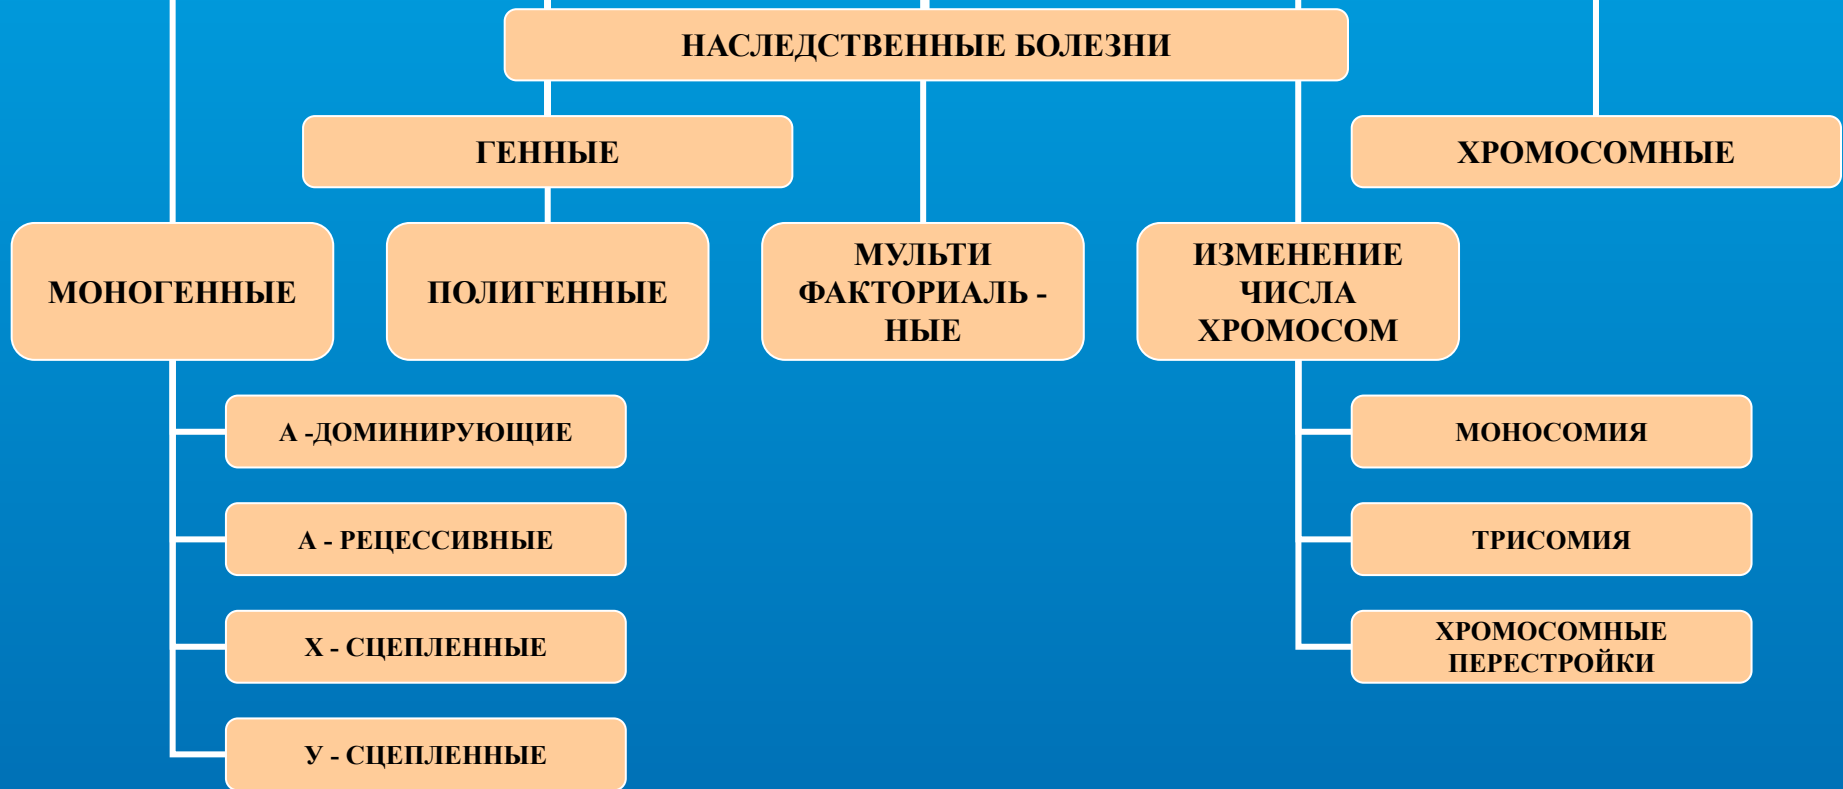 НАСЛЕДСТВЕННЫЕ БОЛЕЗНИ
ГЕННЫЕ
ХРОМОСОМНЫЕ
МОНОГЕННЫЕ
ПОЛИГЕННЫЕ
МУЛЬТИ
ФАКТОРИАЛЬ -
НЫЕ
ИЗМЕНЕНИЕ
ЧИСЛА
ХРОМОСОМ
А -ДОМИНИРУЮЩИЕ
А - РЕЦЕССИВНЫЕ
Х - СЦЕПЛЕННЫЕ
У - СЦЕПЛЕННЫЕ
МОНОСОМИЯ
ТРИСОМИЯ
ХРОМОСОМНЫЕ
ПЕРЕСТРОЙКИ